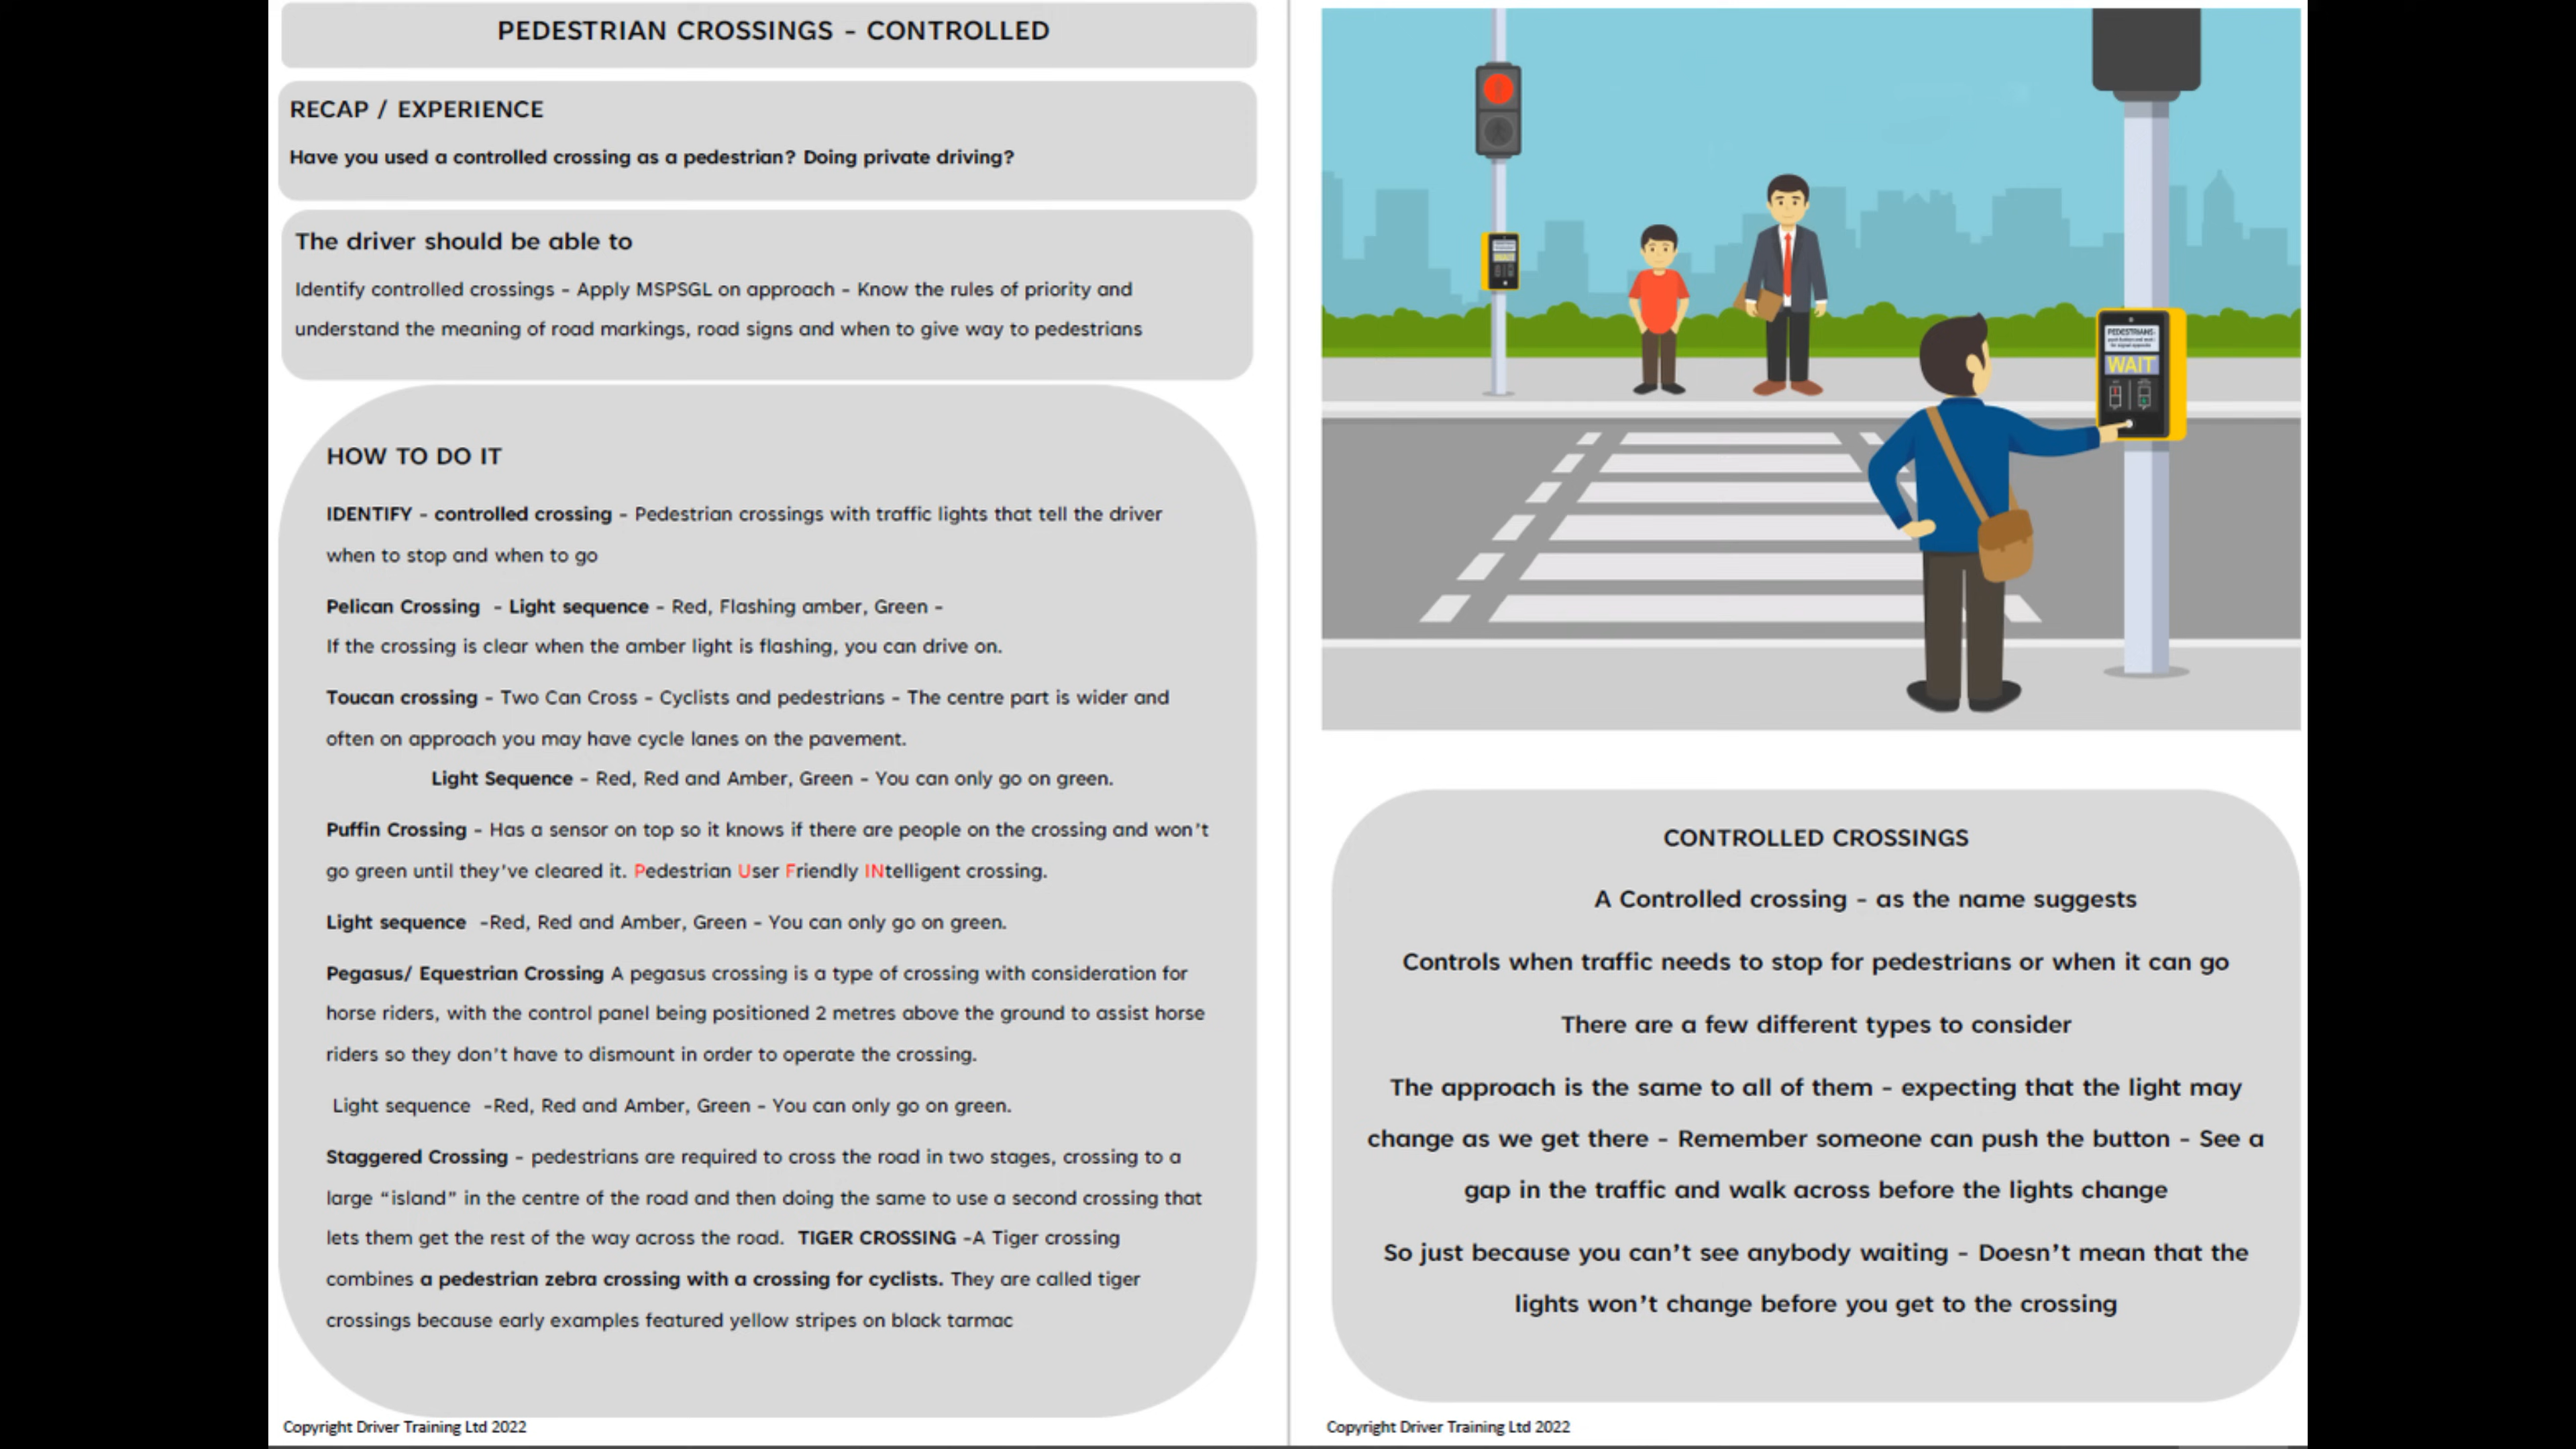 PEDESTRIAN CROSSINGS - CONTROLLED
RECAP / EXPERIENCE
Have you used a controlled crossing as a pedestrian? Doing private driving?
The driver should be able to
Identify controlled crossings - Apply MSPSGL on approach - Know the rules of priority and
understand the meaning of road markings, road signs and when to give way to pedestrians
HOW TO DO IT
IDENTIFY - controlled crossing - Pedestrian crossings with traffic lights that tell the driver
when to stop and when to go
Pelican Crossing - Light sequence - Red, Flashing amber, Green -
If the crossing is clear when the amber light is flashing, you can drive on.
Toucan crossing - Two Can Cross - Cyclists and pedestrians - The centre part is wider and
often on approach you may have cycle lanes on the pavement.
Light Sequence - Red, Red and Amber, Green - You can only go on green.
Puffin Crossing - Has a sensor on top so it knows if there are people on the crossing and won't
go green until they've cleared it. Pedestrian User Friendly INtelligent crossing.
Light sequence -Red, Red and Amber, Green - You can only go on green.
Pegasus/ Equestrian Crossing A pegasus crossing is a type of crossing with consideration for
horse riders, with the control panel being positioned 2 metres above the ground to assist horse
riders so they don't have to dismount in order to operate the crossing.
Light sequence -Red, Red and Amber, Green - You can only go on green.
Staggered Crossing - pedestrians are required to cross the road in two stages, crossing to a
large "island" in the centre of the road and then doing the same to use a second crossing that
lets them get the rest of the way across the road. TIGER CROSSING -A Tiger crossing
combines a pedestrian zebra crossing with a crossing for cyclists. They are called tiger
crossings because early examples featured yellow stripes on black tarmac
Copyright Driver Training Ltd 2022
PEDESTRIANS
WAIT
CONTROLLED CROSSINGS
A Controlled crossing - as the name suggests
Controls when traffic needs to stop for pedestrians or when it can go
There are a few different types to consider
The approach is the same to all of them - expecting that the light may
change as we get there - Remember someone can push the button - See a
gap in the traffic and walk across before the lights change
So just because you can't see anybody waiting - Doesn't mean that the
lights won't change before you get to the crossing
Copyright Driver Training Ltd 2022